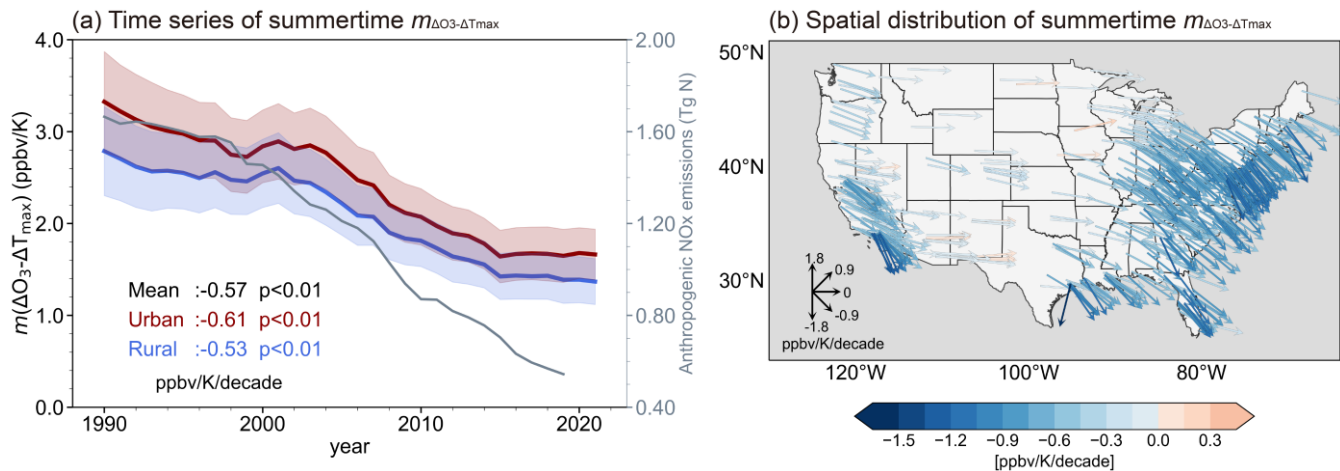 (a) Time series of summertime mΔO3-ΔTmax
4.0
3.0
2.0
1.0
0.0
m(ΔO₃-ΔTmax) (ppbv/K)
2.00
1.60
1.20
0.80
0.40
Anthropogenic NOx emissions (Tg N)
Mean :-0.57 p<0.01
Urban :-0.61 p<0.01
Rural :-0.53 p<0.01
ppbv/K/decade
1990 2000 2010 2020
year
(b) Spatial distribution of summertime mΔO3-ΔTmax
50°N
40°N
30°N
1.8
0.9
0
-0.9
-1.8
ppbv/K/decade
120°W 100°W 80°W
−1.5 −1.2 −0.9 −0.6 −0.3 0.0 0.3
[ppbv/K/decade]